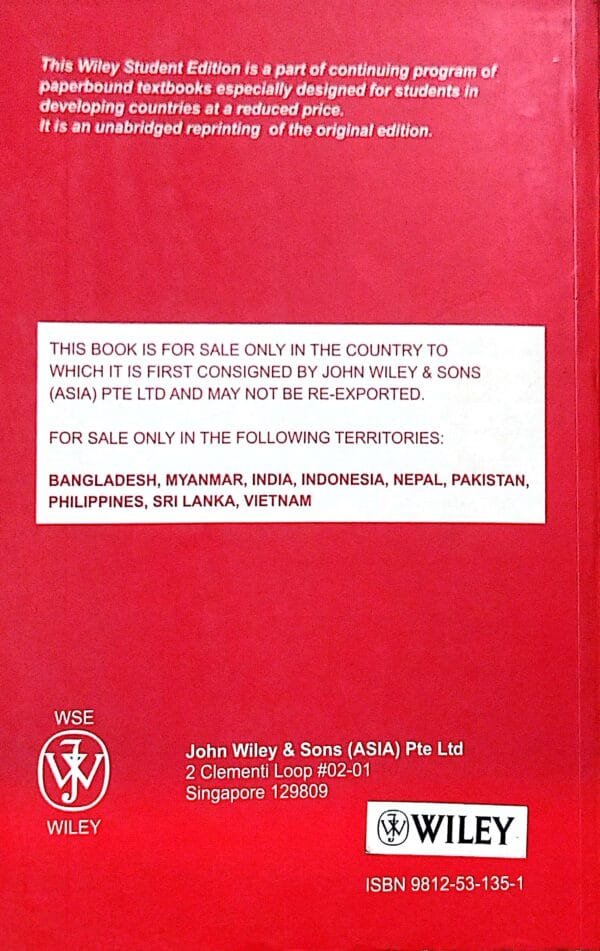 This Wiley Student Edition is a part of continuing program of
paperbound textbooks especially designed for students in
developing countries at a reduced price.
It is an unabridged reprinting of the original edition.
THIS BOOK IS FOR SALE ONLY IN THE COUNTRY TO
WHICH IT IS FIRST CONSIGNED BY JOHN WILEY & SONS
(ASIA) PTE LTD AND MAY NOT BE RE-EXPORTED.
FOR SALE ONLY IN THE FOLLOWING TERRITORIES:
BANGLADESH, MYANMAR, INDIA, INDONESIA, NEPAL, PAKISTAN,
PHILIPPINES, SRI LANKA, VIETNAM
WSE
JW
WILEY
John Wiley & Sons (ASIA) Pte Ltd
2 Clementi Loop #02-01
Singapore 129809
JW WILEY
ISBN 9812-53-135-1